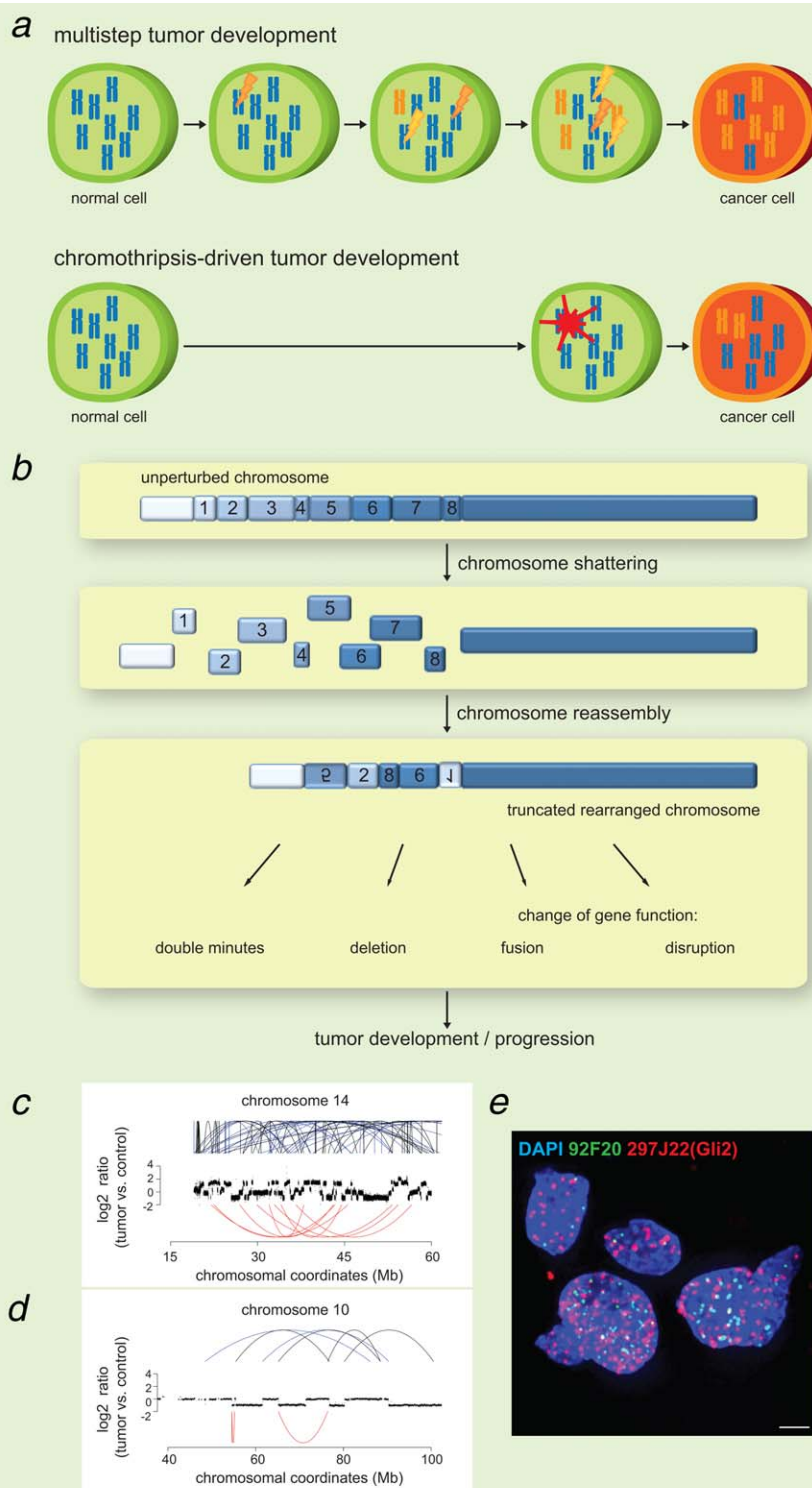 a
multistep tumor development
normal cell
cancer cell
chromothripsis-driven tumor development
normal cell
cancer cell
b
unperturbed chromosome
1 2 3 4 5 6 7 8
chromosome shattering
1 2 3 4 5 6 7 8
chromosome reassembly
5 2 8 6 1
truncated rearranged chromosome
change of gene function:
double minutes deletion fusion disruption
tumor development / progression
c
chromosome 14
log2 ratio
(tumor vs. control)
4
2
0
-2
15 30 45 60
chromosomal coordinates (Mb)
d
chromosome 10
log2 ratio
(tumor vs. control)
4
2
0
-2
40 60 80 100
chromosomal coordinates (Mb)
e
DAPI 92F20 297J22(Gli2)